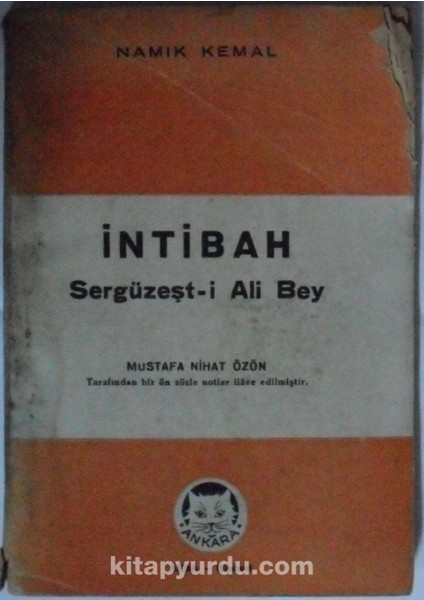 NAMIK KEMAL
İNTİBAH
Sergüzeşt-i Ali Bey
MUSTAFA NİHAT ÖZÖN
Tarafından bir ön sözle notlar ilâve edilmiştir.
ANKARA
kitapyurdu.com